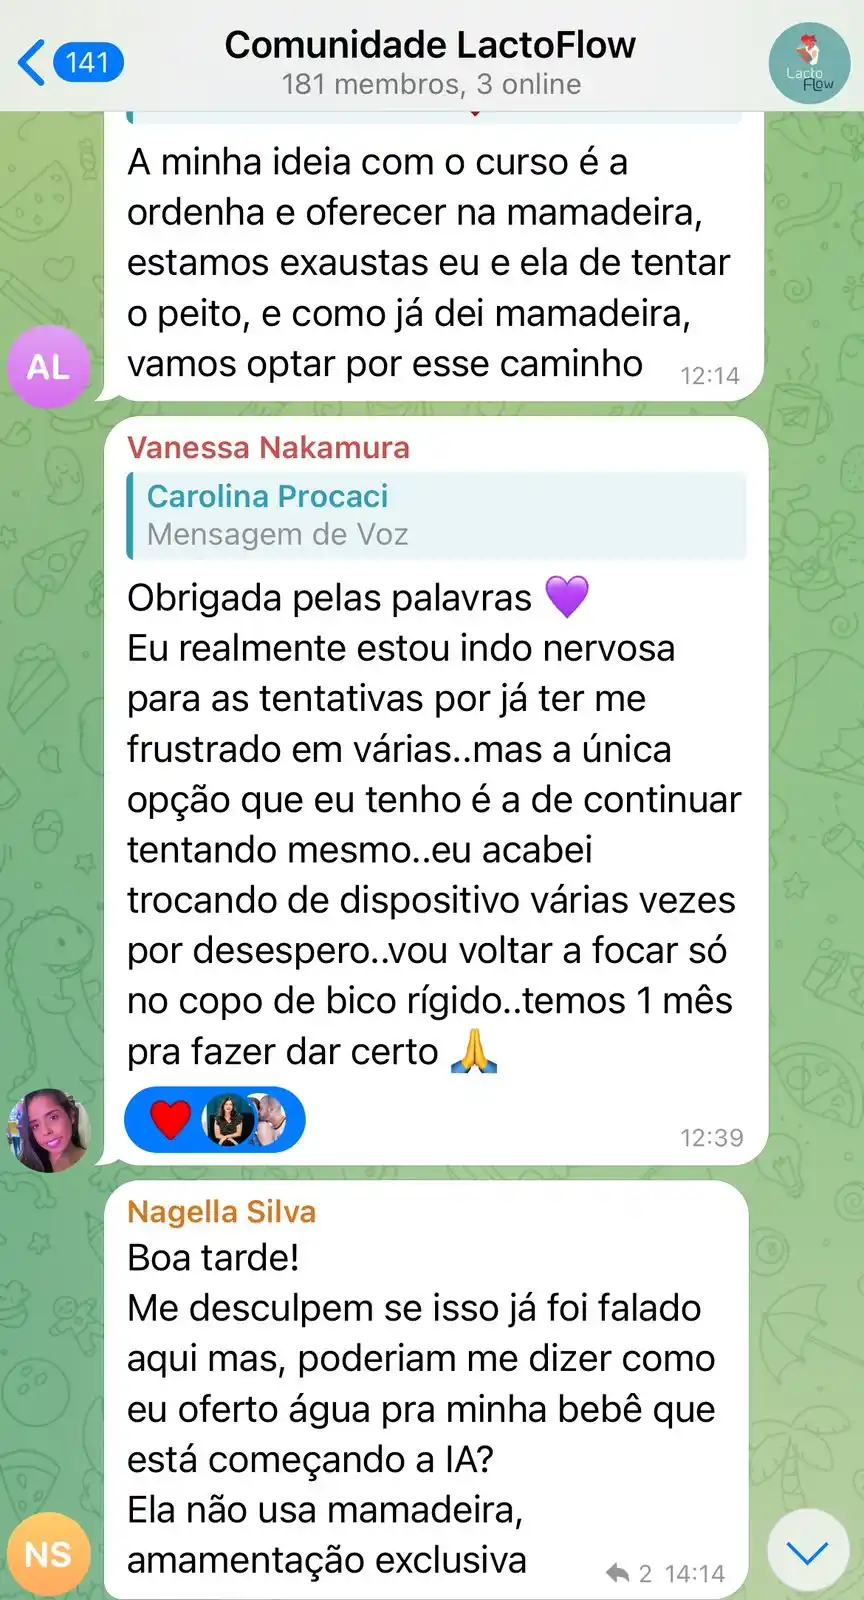 141
Comunidade LactoFlow
181 membros, 3 online
Lacto
Flow
A minha ideia com o curso é a
ordenha e oferecer na mamadeira,
estamos exaustas eu e ela de tentar
o peito, e como já dei mamadeira,
vamos optar por esse caminho
12:14
AL
Vanessa Nakamura
Carolina Procaci
Mensagem de Voz
Obrigada pelas palavras 💜
Eu realmente estou indo nervosa
para as tentativas por já ter me
frustrado em várias..mas a única
opção que eu tenho é a de continuar
tentando mesmo..eu acabei
trocando de dispositivo várias vezes
por desespero..vou voltar a focar só
no copo de bico rígido..temos 1 mês
pra fazer dar certo 🙏
12:39
Nagella Silva
Boa tarde!
Me desculpem se isso já foi falado
aqui mas, poderiam me dizer como
eu oferto água pra minha bebê que
está começando a IA?
Ela não usa mamadeira,
amamentação exclusiva
2 14:14
NS